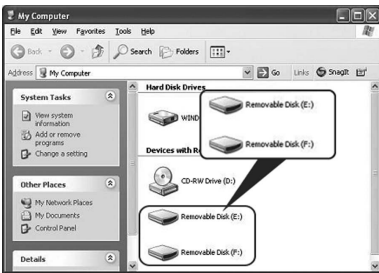 My Computer
File Edit View Favorites Tools Help
Back Search Folders
Address My Computer Go Links SnagIt
System Tasks
View system information
Add or remove programs
Change a setting
Other Places
My Network Places
My Documents
Control Panel
Details
Hard Disk Drives
WIND
Devices with R
CD-RW Drive (D:)
Removable Disk (E:)
Removable Disk (F:)
Removable Disk (E:)
Removable Disk (F:)